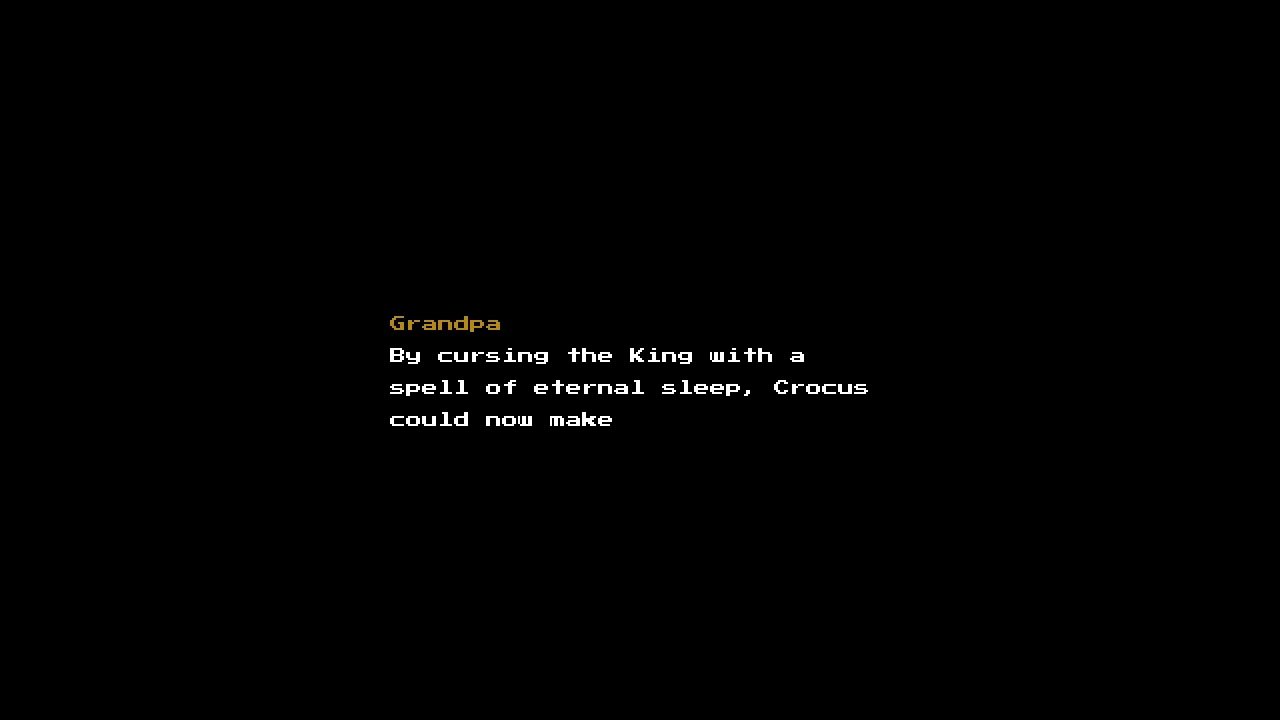 Grandpa
By cursing the King with a
spell of eternal sleep, Crocus
could now make